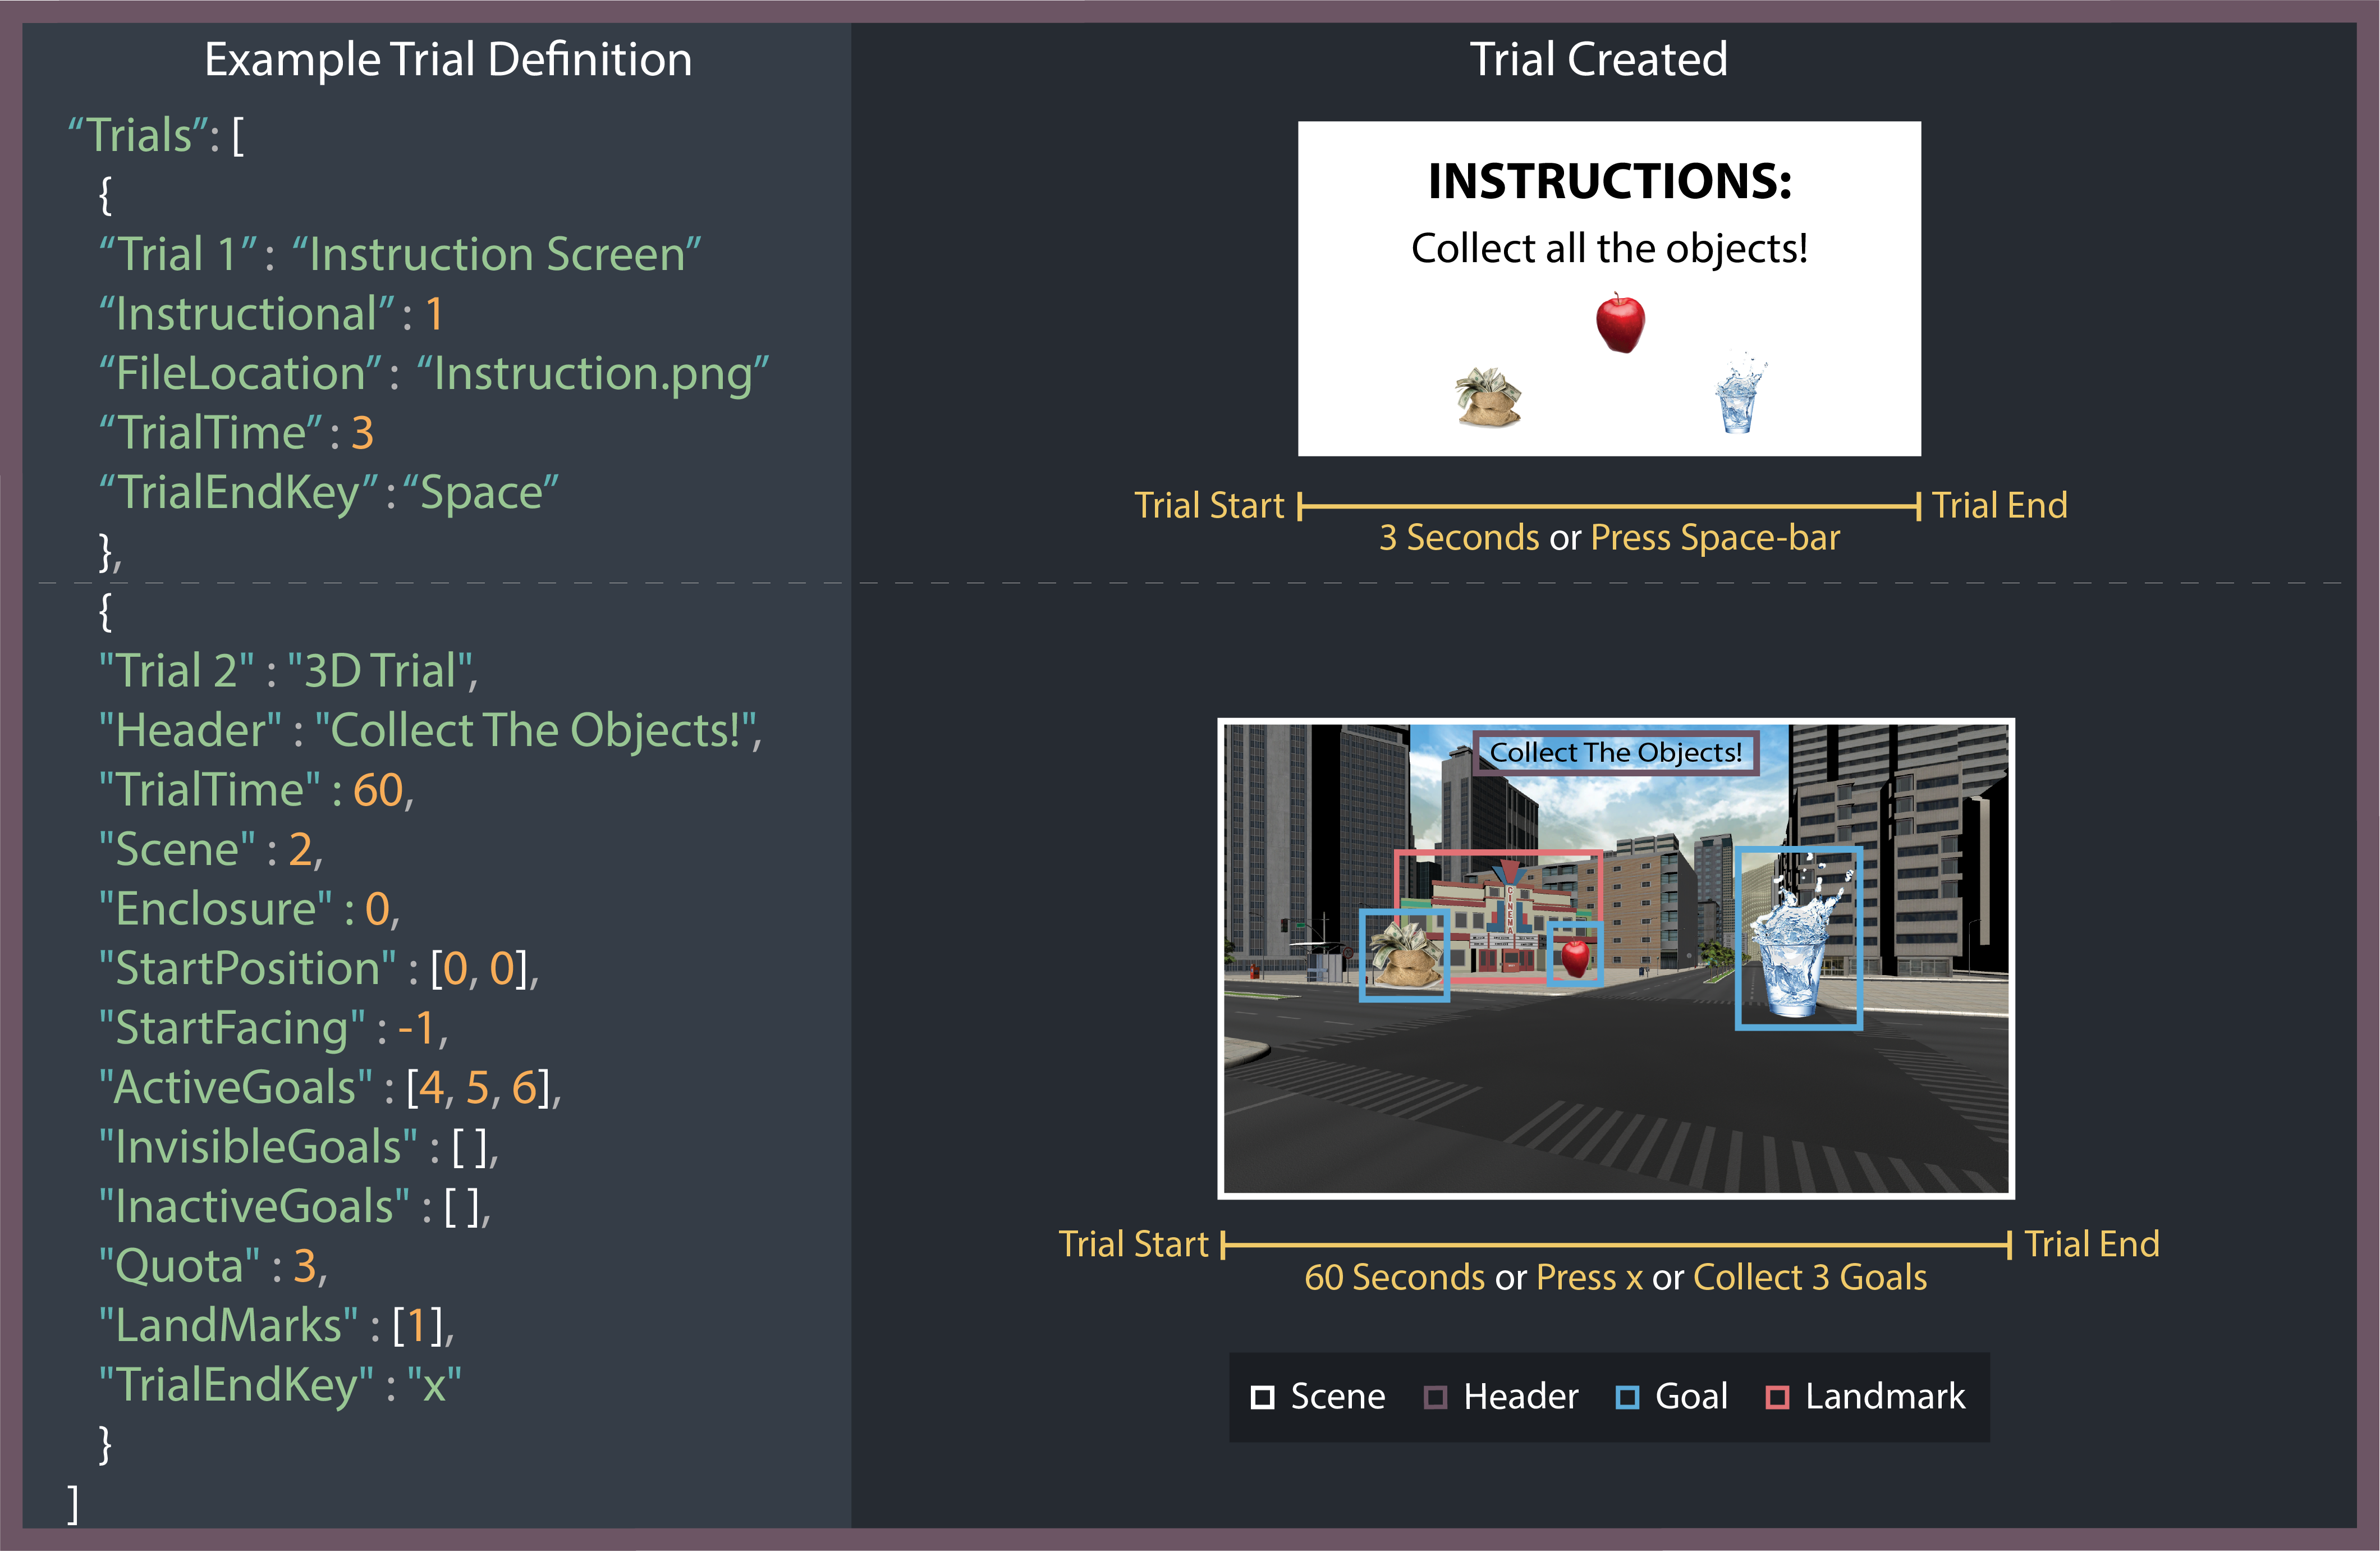 Example Trial Definition
“Trials”: [
{
“Trial 1” : “Instruction Screen”
“Instructional” : 1
“FileLocation” : “Instruction.png”
“TrialTime” : 3
“TrialEndKey” : “Space”
},
{
"Trial 2" : "3D Trial",
"Header" : "Collect The Objects!",
"TrialTime" : 60,
"Scene" : 2,
"Enclosure" : 0,
"StartPosition" : [0, 0],
"StartFacing" : -1,
"ActiveGoals" : [4, 5, 6],
"InvisibleGoals" : [ ],
"InactiveGoals" : [ ],
"Quota" : 3,
"LandMarks" : [1],
"TrialEndKey" : "x"
}
]
Trial Created
INSTRUCTIONS:
Collect all the objects!
Trial Start
Trial End
3 Seconds or Press Space-bar
Collect The Objects!
CINEMA
Trial Start
Trial End
60 Seconds or Press x or Collect 3 Goals
Scene Header Goal Landmark